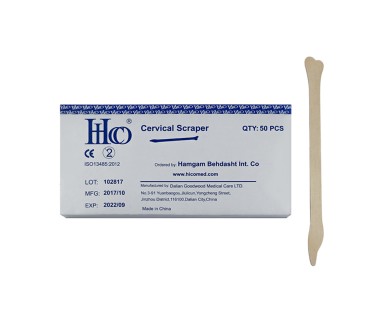 HICO®
Cervical Scraper
QTY: 50 PCS
CE 2
ISO13485:2012
Ordered by: Hamgam Behdasht Int. Co
www.hicomed.com
LOT: 102817
MFG: 2017/10
EXP: 2022/09
Manufactured by: Dalian Goodwood Medical Care LTD
Jinzhou.District,116100,Dalian City,China
Made in China